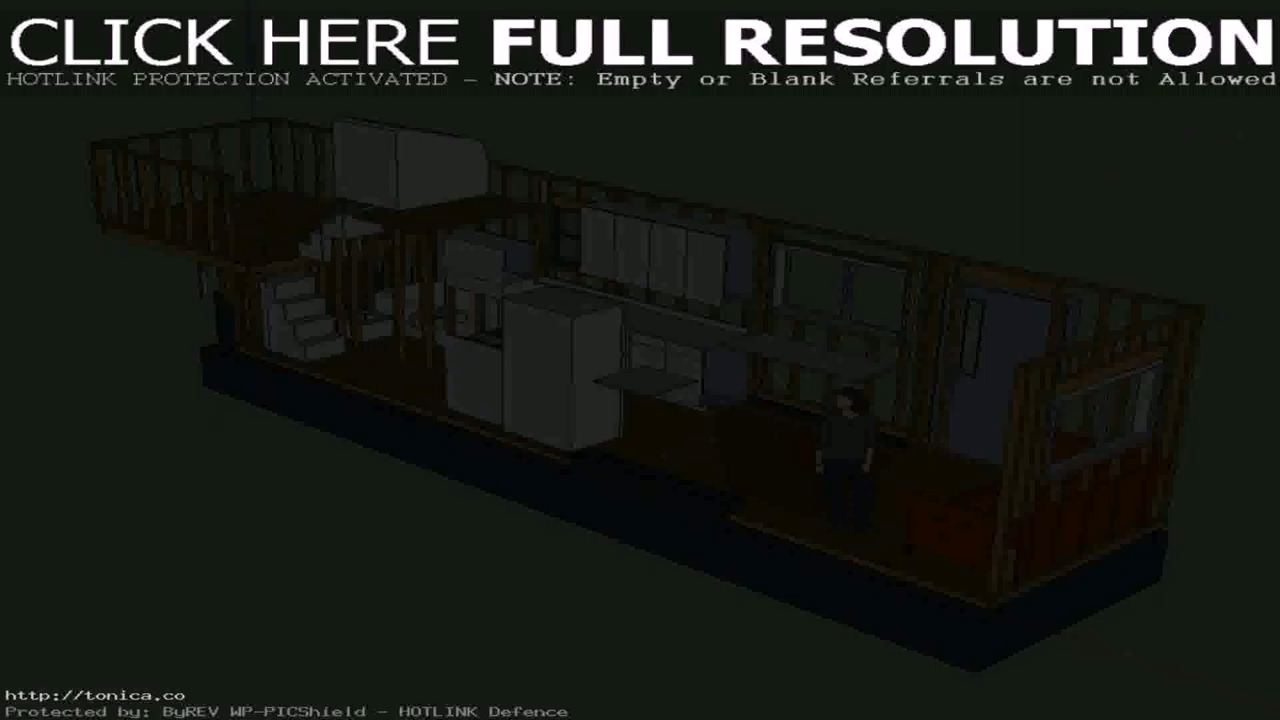 CLICK HERE FULL RESOLUTION
HOTLINK PROTECTION ACTIVATED - NOTE: Empty or Blank Referrals are not Allowed
http://tonica.co
Protected by: ByREV WP-PICShield - HOTLINK Defence